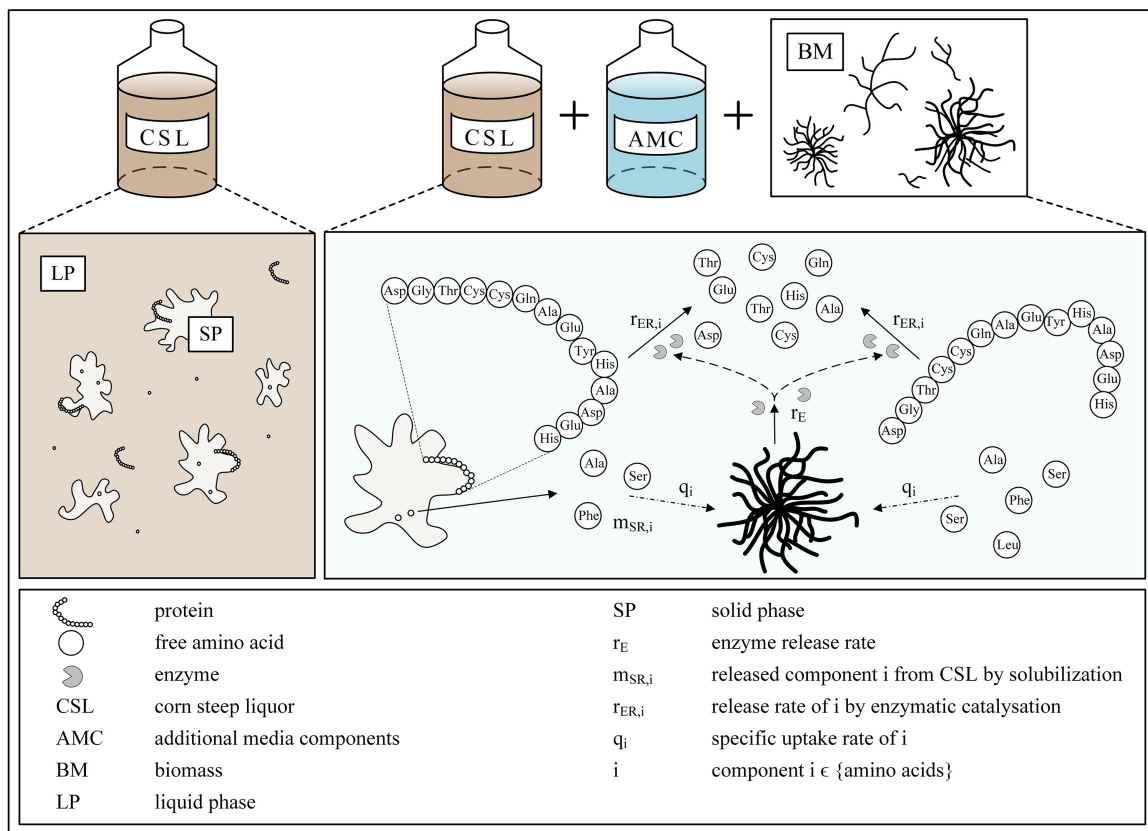 CSL
CSL + AMC + BM
LP
SP
Asp Gly Thr Cys Cys Gln Ala Glu Tyr His Ala Asp Glu His
Thr Cys Gln
Glu His
Thr Ala
Asp Cys
r_ER,i
r_ER,i
r_E
Asp Gly Thr Cys Cys Gln Ala Glu Tyr His Ala Asp Glu His
Ala
Ser
Phe
m_SR,i
q_i
q_i
Ala
Ser
Phe
Ser
Leu
protein
free amino acid
enzyme
CSL corn steep liquor
AMC additional media components
BM biomass
LP liquid phase
SP solid phase
r_E enzyme release rate
m_SR,i released component i from CSL by solubilization
r_ER,i release rate of i by enzymatic catalysation
q_i specific uptake rate of i
i component i ϵ {amino acids}